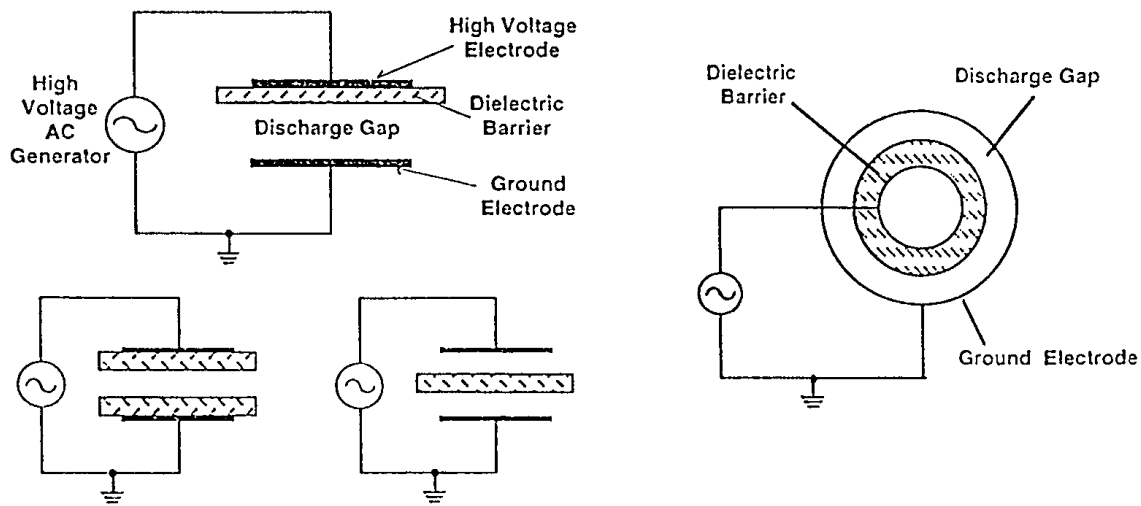 High Voltage
Electrode
High
Voltage
AC
Generator
Dielectric
Barrier
Discharge Gap
Ground
Electrode
Dielectric
Barrier
Discharge Gap
Ground Electrode